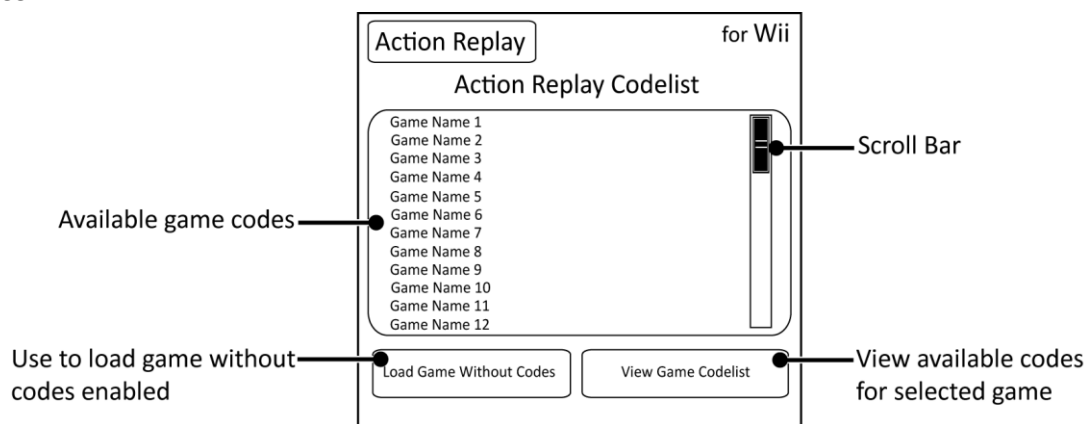 Action Replay
for Wii
Action Replay Codelist
Game Name 1
Game Name 2
Game Name 3
Game Name 4
Game Name 5
Game Name 6
Game Name 7
Game Name 8
Game Name 9
Game Name 10
Game Name 11
Game Name 12
Scroll Bar
Available game codes
Load Game Without Codes
View Game Codelist
Use to load game without
codes enabled
View available codes
for selected game